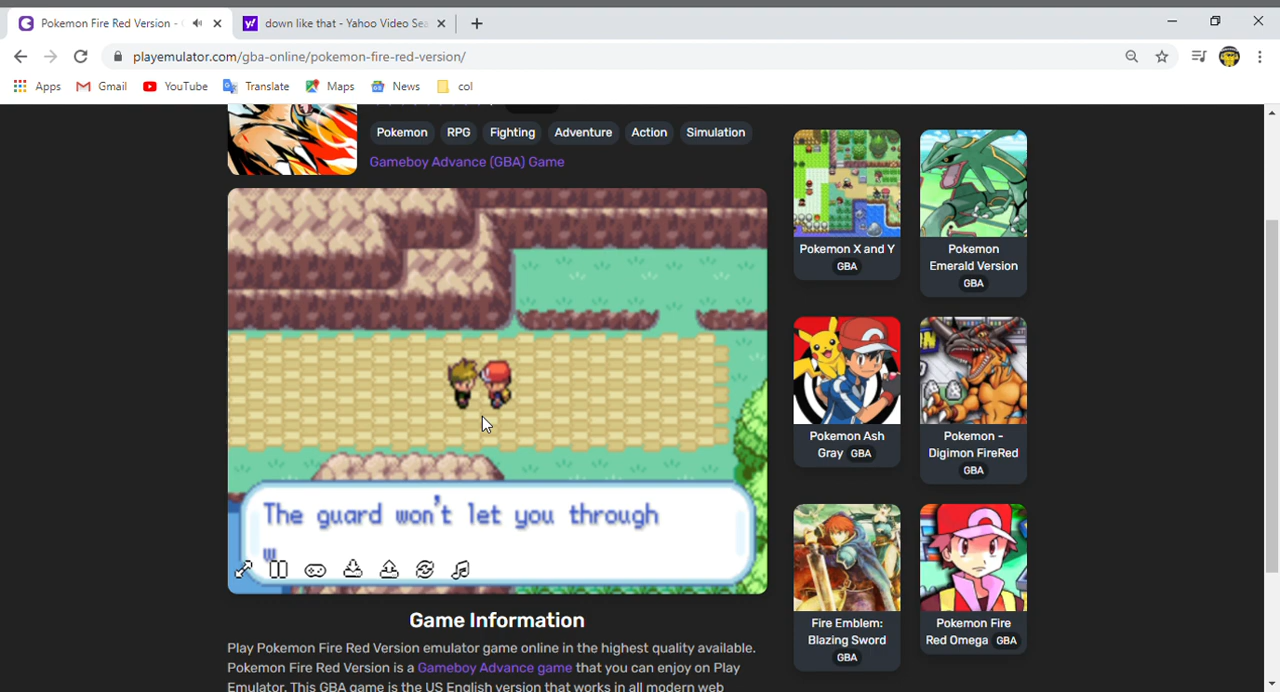 Pokemon Fire Red Version -
down like that - Yahoo Video Sea
playemulator.com/gba-online/pokemon-fire-red-version/
Apps Gmail YouTube Translate Maps News col
Pokemon RPG Fighting Adventure Action Simulation
Gameboy Advance (GBA) Game
Pokemon X and Y
GBA
Pokemon
Emerald Version
GBA
Pokemon Ash
Gray GBA
Pokemon -
Digimon FireRed
GBA
The guard won't let you through
w
Fire Emblem:
Blazing Sword
GBA
Pokemon Fire
Red Omega GBA
Game Information
Play Pokemon Fire Red Version emulator game online in the highest quality available.
Pokemon Fire Red Version is a Gameboy Advance game that you can enjoy on Play
Emulator. This GBA game is the US English version that works in all modern web